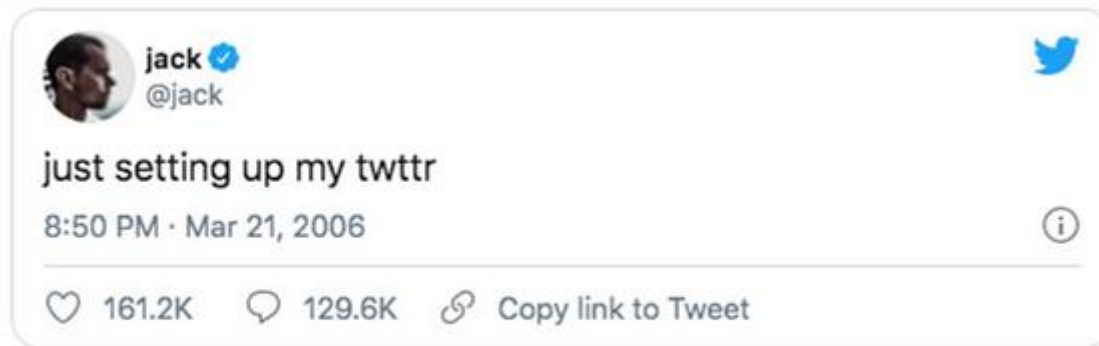 jack
@jack
just setting up my twttr
8:50 PM · Mar 21, 2006
161.2K 129.6K Copy link to Tweet